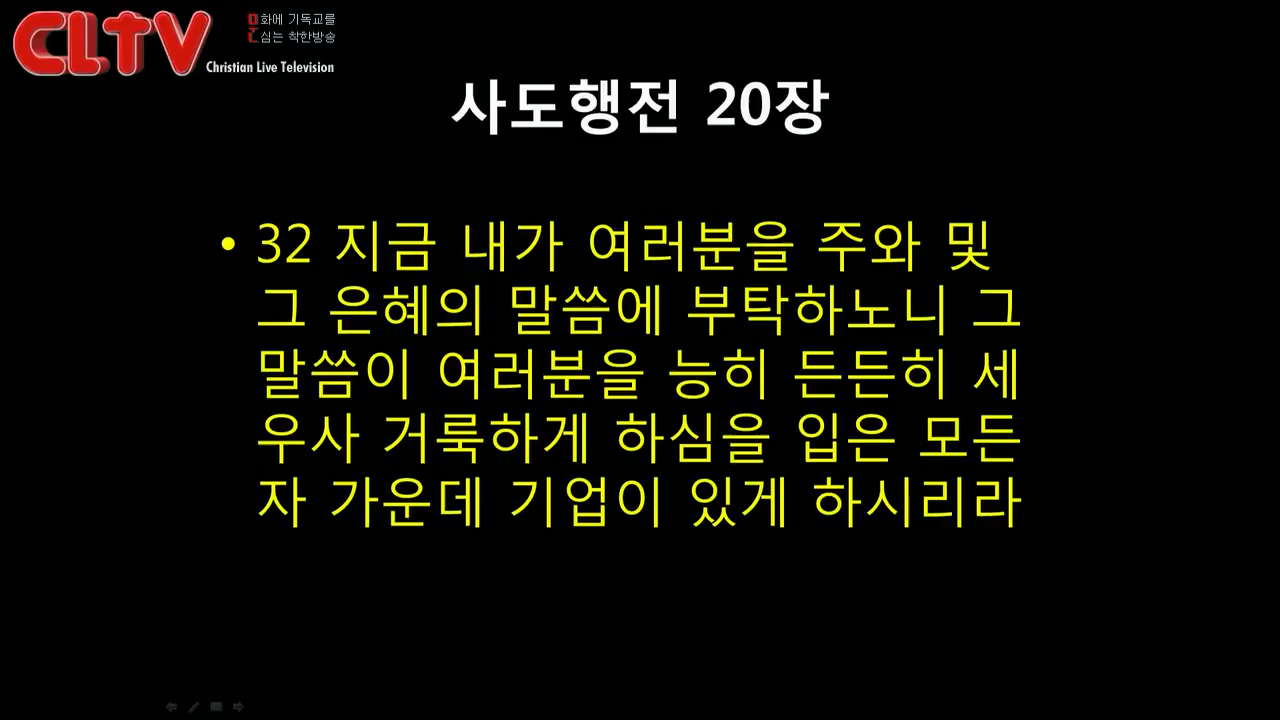 CLTV
문화에 기독교를
심는 착한방송
Christian Live Television
사도행전 20장
• 32 지금 내가 여러분을 주와 및
그 은혜의 말씀에 부탁하노니 그
말씀이 여러분을 능히 든든히 세
우사 거룩하게 하심을 입은 모든
자 가운데 기업이 있게 하시리라